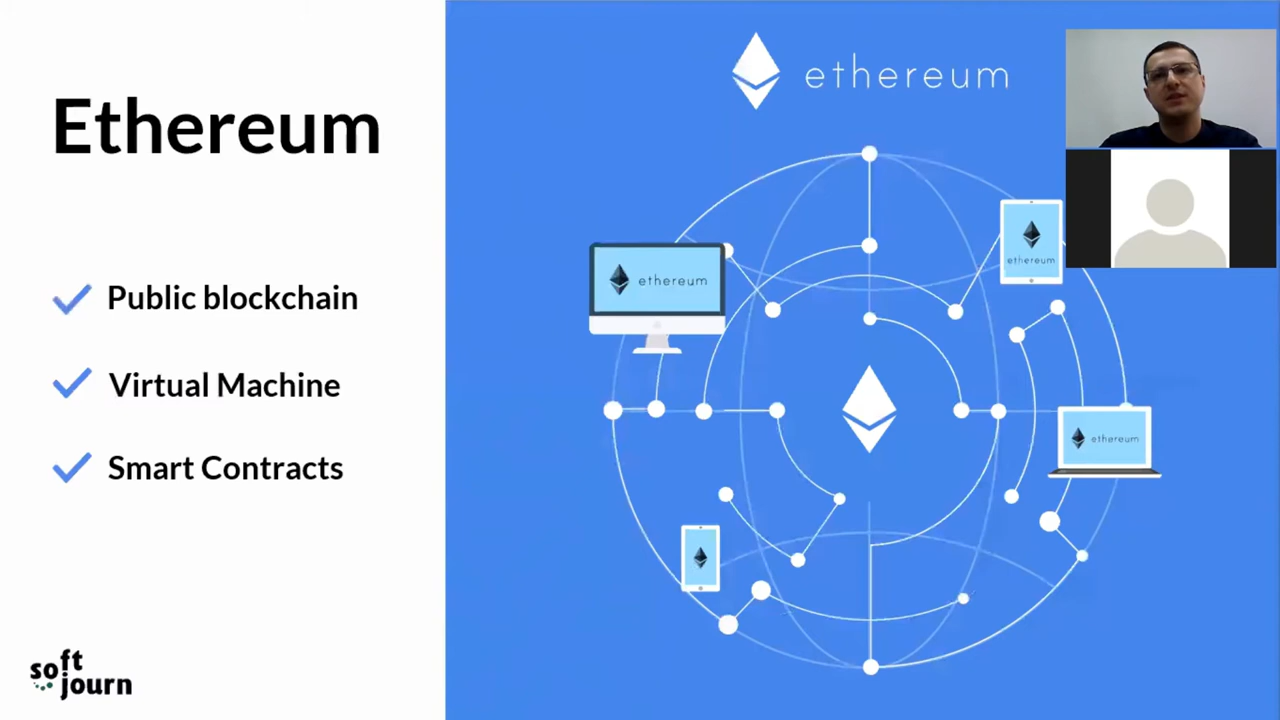 Ethereum
Public blockchain
Virtual Machine
Smart Contracts
soft
journ
ethereum
ethereum
ethereum
ethereum